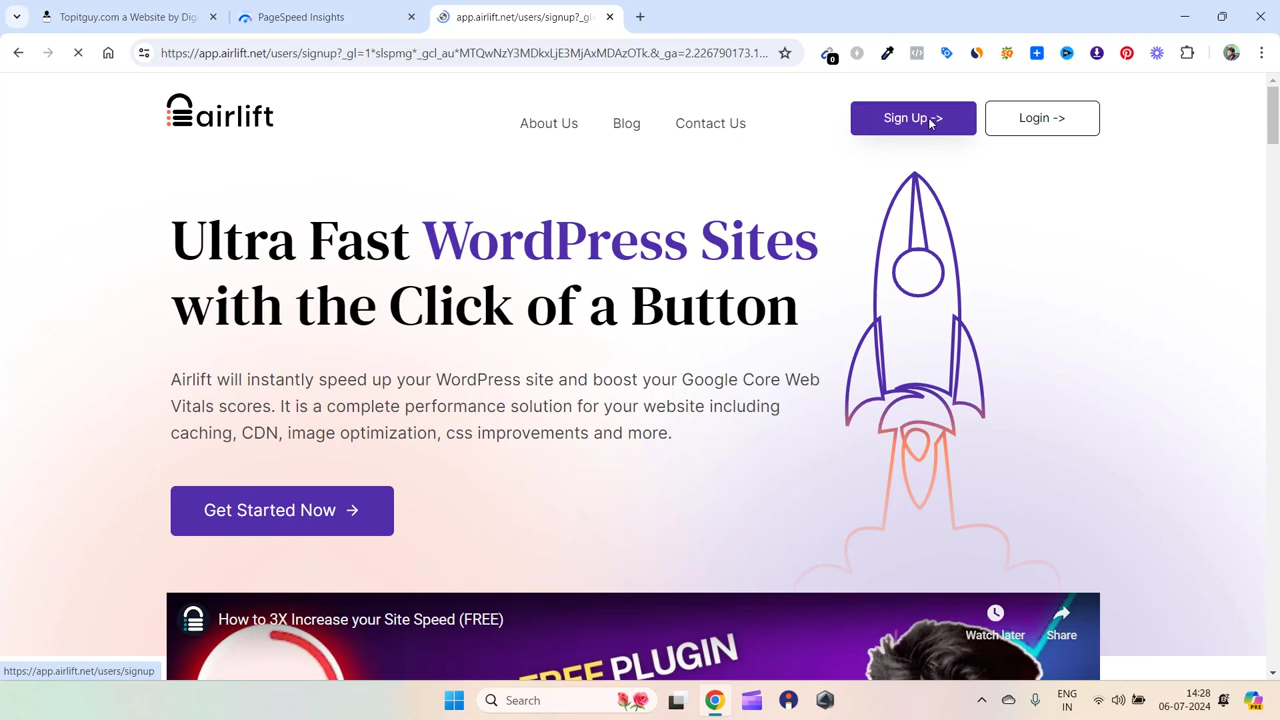 Topitguy.com a Website by Dig
PageSpeed Insights
app.airlift.net/users/signup?_gl
https://app.airlift.net/users/signup?_gl=1*slspmg*_gcl_au*MTQwNzY3MDkxLjE3MjAxMDAzOTk.&_ga=2.226790173.1...
0
airlift
About Us
Blog
Contact Us
Sign Up ->
Login ->
Ultra Fast WordPress Sites
with the Click of a Button
Airlift will instantly speed up your WordPress site and boost your Google Core Web
Vitals scores. It is a complete performance solution for your website including
caching, CDN, image optimization, css improvements and more.
Get Started Now →
How to 3X Increase your Site Speed (FREE)
Watch later
Share
FREE PLUGIN
https://app.airlift.net/users/signup
Search
ENG
IN
14:28
06-07-2024
PRE